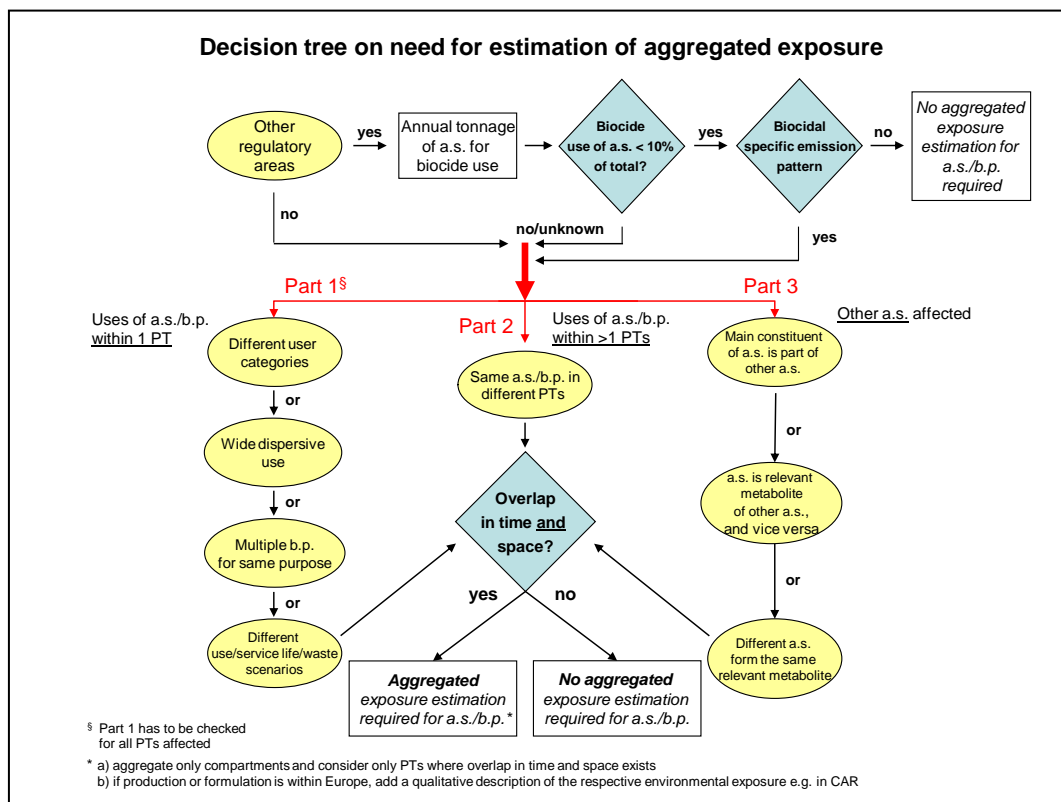 Decision tree on need for estimation of aggregated exposure
Other
regulatory
areas
yes
Annual tonnage
of a.s. for
biocide use
Biocide
use of a.s. < 10%
of total?
yes
Biocidal
specific emission
pattern
no
No aggregated
exposure
estimation for
a.s./b.p.
required
no
no/unknown
yes
Part 1§
Part 2
Part 3
Uses of a.s./b.p.
within 1 PT
Uses of a.s./b.p.
within >1 PTs
Other a.s. affected
Different user
categories
or
Wide dispersive
use
or
Multiple b.p.
for same purpose
or
Different
use/service life/waste
scenarios
Same a.s./b.p. in
different PTs
Overlap
in time and
space?
yes
no
Main constituent
of a.s. is part of
other a.s.
or
a.s. is relevant
metabolite
of other a.s.,
and vice versa
or
Different a.s.
form the same
relevant metabolite
Aggregated
exposure estimation
required for a.s./b.p.*
No aggregated
exposure estimation
required for a.s./b.p.
§ Part 1 has to be checked
for all PTs affected
* a) aggregate only compartments and consider only PTs where overlap in time and space exists
b) if production or formulation is within Europe, add a qualitative description of the respective environmental exposure e.g. in CAR